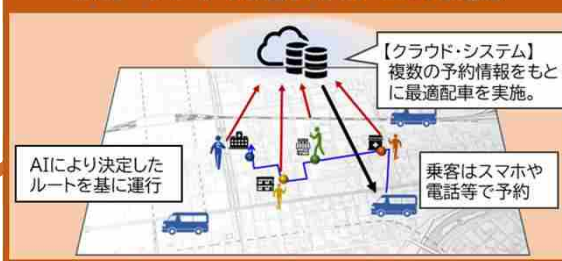 【クラウド・システム】
複数の予約情報をもと
に最適配車を実施。
AIにより決定した
ルートを基に運行
乗客はスマホや
電話等で予約